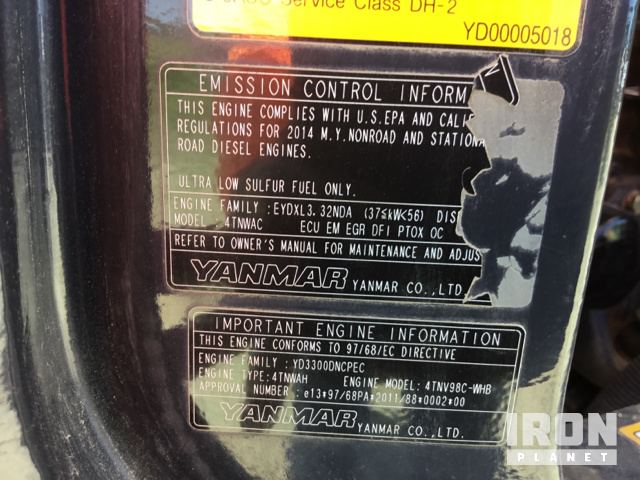 Service Class DH-2
YD00005018
EMISSION CONTROL INFORM
THIS ENGINE COMPLIES WITH U.S.EPA AND CALIF
REGULATIONS FOR 2014 M.Y.NONROAD AND STATIONA
ROAD DIESEL ENGINES.
ULTRA LOW SULFUR FUEL ONLY.
ENGINE FAMILY :EYDXL3.32NDA (37≤kW<56) DIS
MODEL: 4TNWAC ECU EM EGR DFI PTOX OC
REFER TO OWNER'S MANUAL FOR MAINTENANCE AND ADJUS
YANMAR YANMAR CO.,LTD.
IMPORTANT ENGINE INFORMATION
THIS ENGINE CONFORMS TO 97/68/EC DIRECTIVE
ENGINE FAMILY : YD3300DNCPEC
ENGINE TYPE:4TNWAH ENGINE MODEL: 4TNV98C-WHB
APPROVAL NUMBER :e13*97/68PA*2011/88*0002*00
YANMAR YANMAR CO.,LTD.
IRON
PLANET